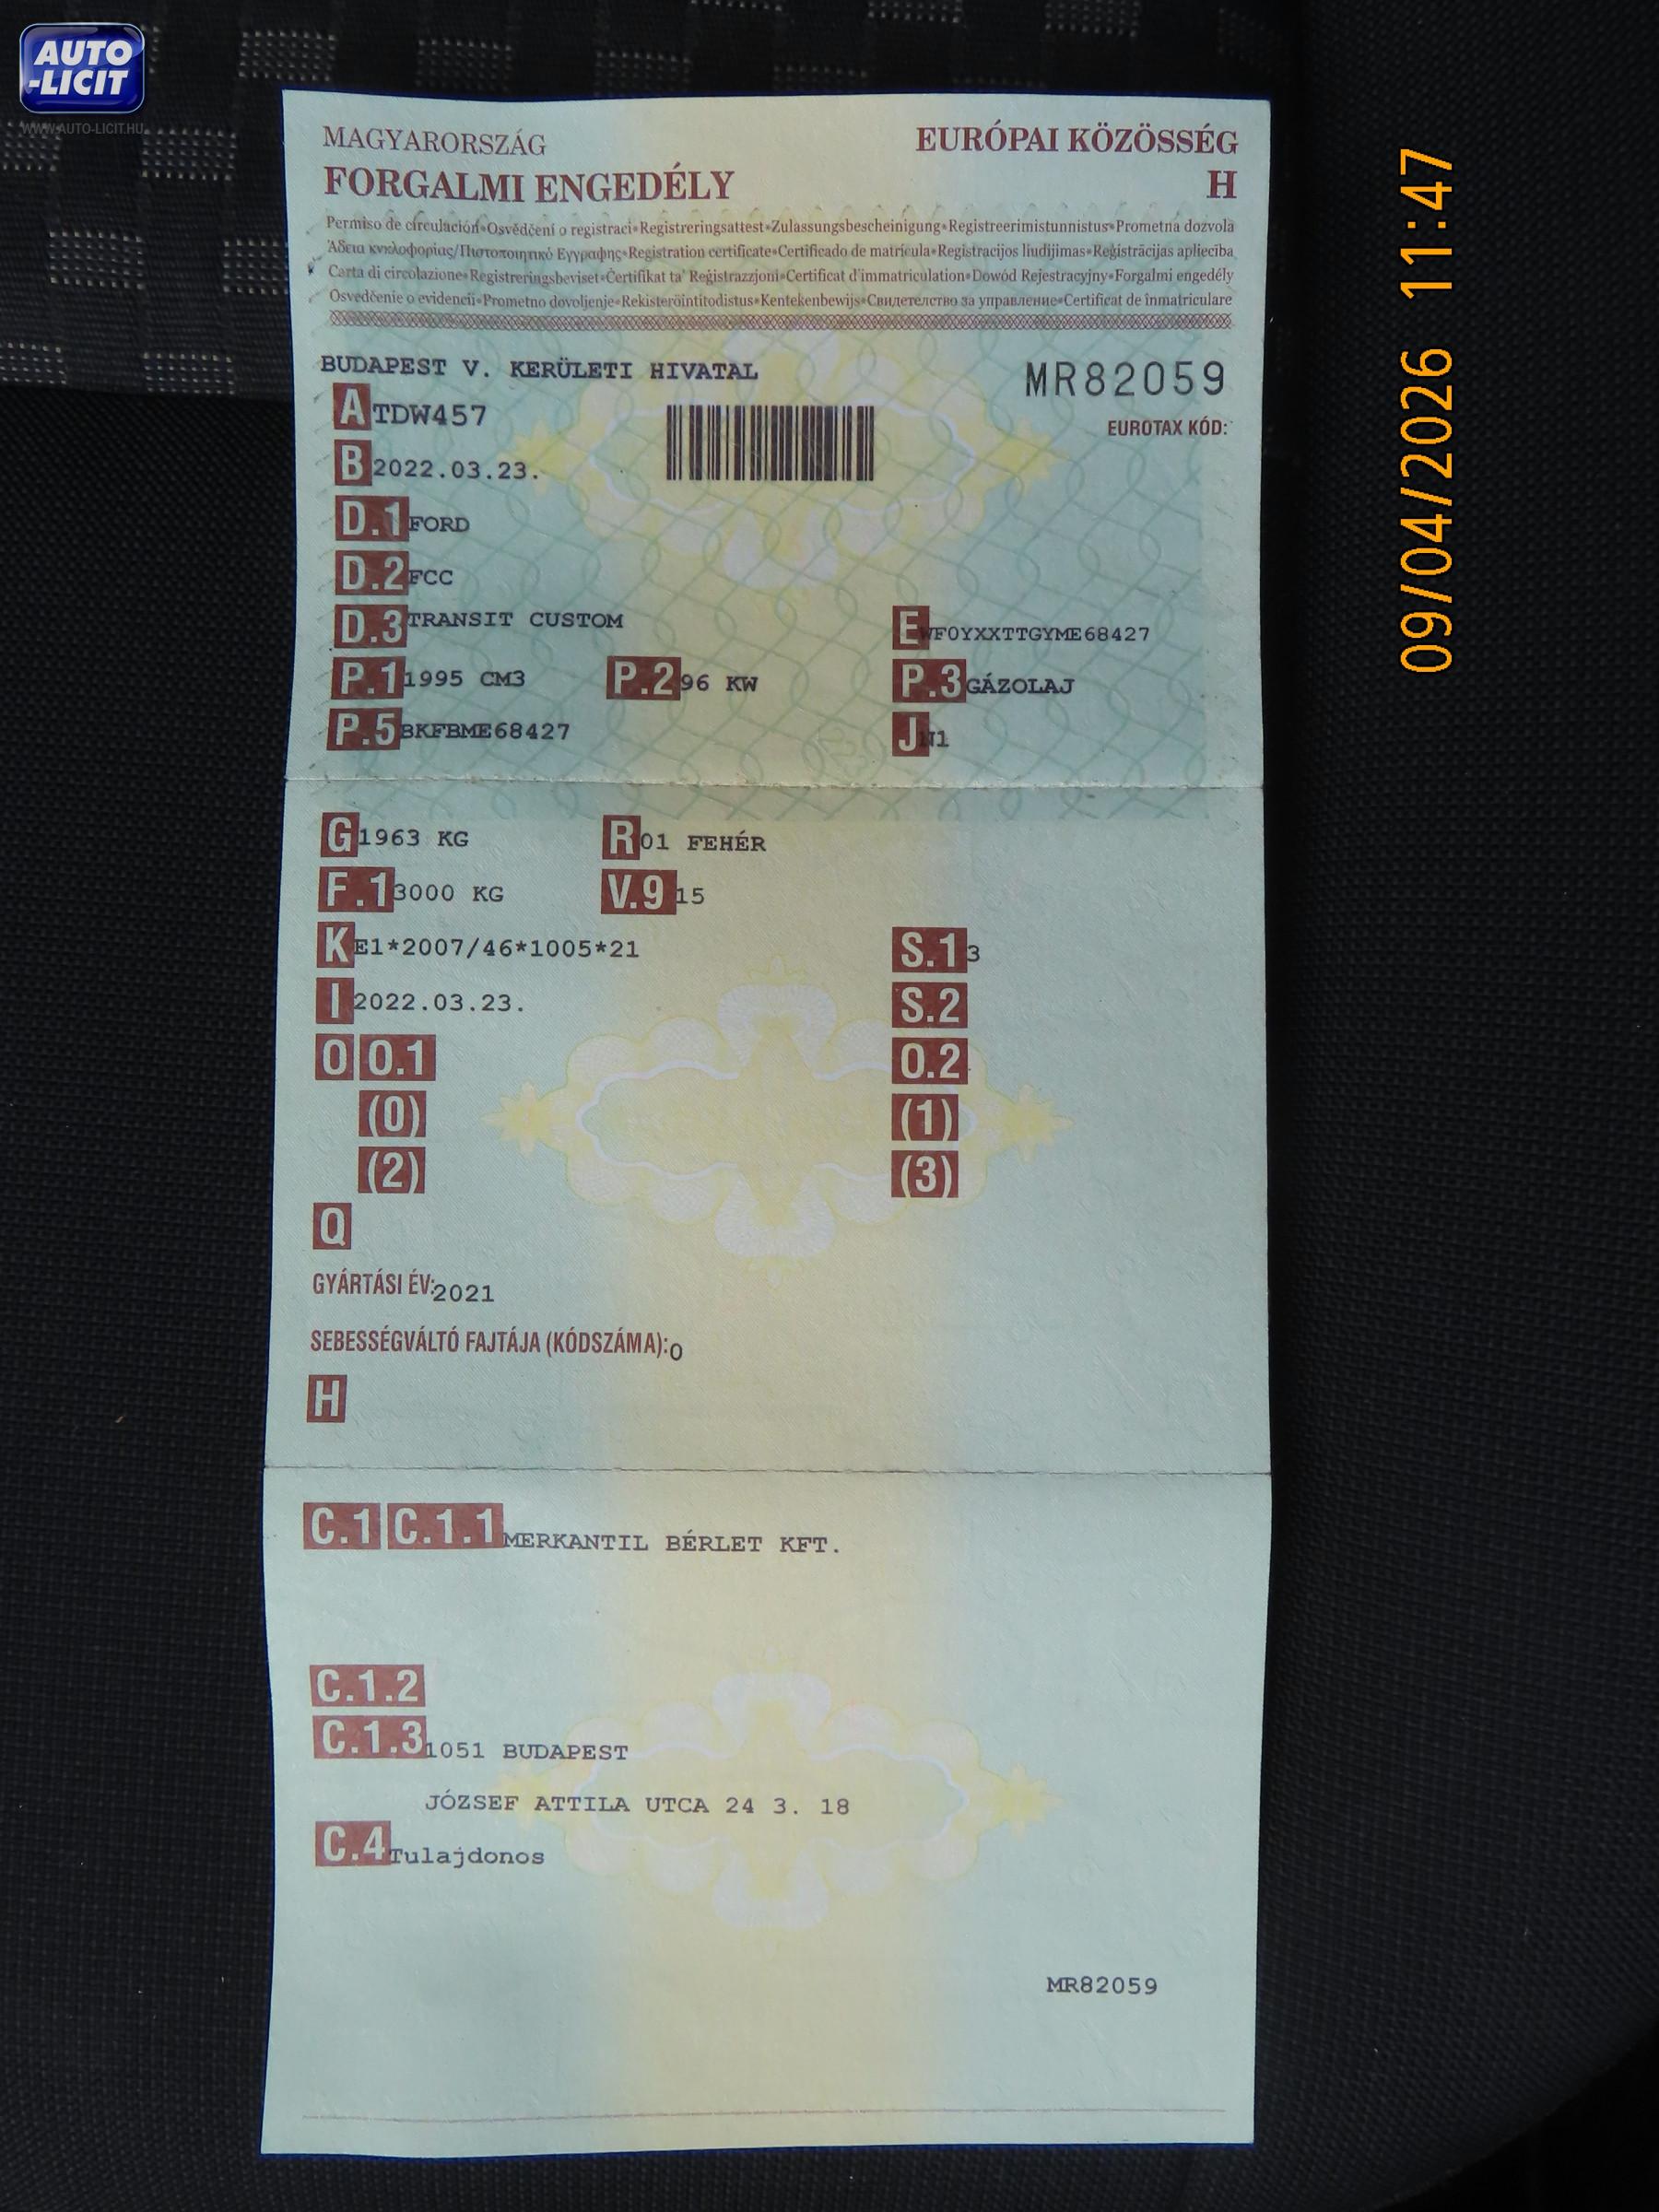 AUTO
-LICIT
WWW.AUTO-LICIT.HU
09/04/2026 11:47
MAGYARORSZÁG EURÓPAI KÖZÖSSÉG
FORGALMI ENGEDÉLY H
Permiso de circulación•Osvědčení o registraci•Registreringsattest•Zulassungsbescheinigung•Registreerimistunnistus•Prometna dozvola
Άδεια κυκλοφορίας/Πιστοποιητικό Εγγραφής•Registration certificate•Certificado de matrícula•Registracijos liudijimas•Reģistrācijas apliecība
Carta di circolazione•Registreringsbeviset•Ċertifikat ta' Reġistrazzjoni•Certificat d'immatriculation•Dowód Rejestracyjny•Forgalmi engedély
Osvedčenie o evidencii•Prometno dovoljenje•Rekisteröintitodistus•Kentekenbewijs•Свидетелство за управление•Certificat de înmatriculare
BUDAPEST V. KERÜLETI HIVATAL MR82059
A TDW457 EUROTAX KÓD:
B 2022.03.23.
D.1 FORD
D.2 FCC
D.3 TRANSIT CUSTOM E WF0YXXTTGYME68427
P.1 1995 CM3 P.2 96 KW P.3 GÁZOLAJ
P.5 BKFBME68427 J N1
G 1963 KG R 01 FEHÉR
F.1 3000 KG V.9 15
K E1*2007/46*1005*21 S.1 3
I 2022.03.23. S.2
O O.1 O.2
(0) (1)
(2) (3)
Q
GYÁRTÁSI ÉV: 2021
SEBESSÉGVÁLTÓ FAJTÁJA (KÓDSZÁMA): 0
H
C.1 C.1.1 MERKANTIL BÉRLET KFT.
C.1.2
C.1.3 1051 BUDAPEST
JÓZSEF ATTILA UTCA 24 3. 18
C.4 Tulajdonos
MR82059